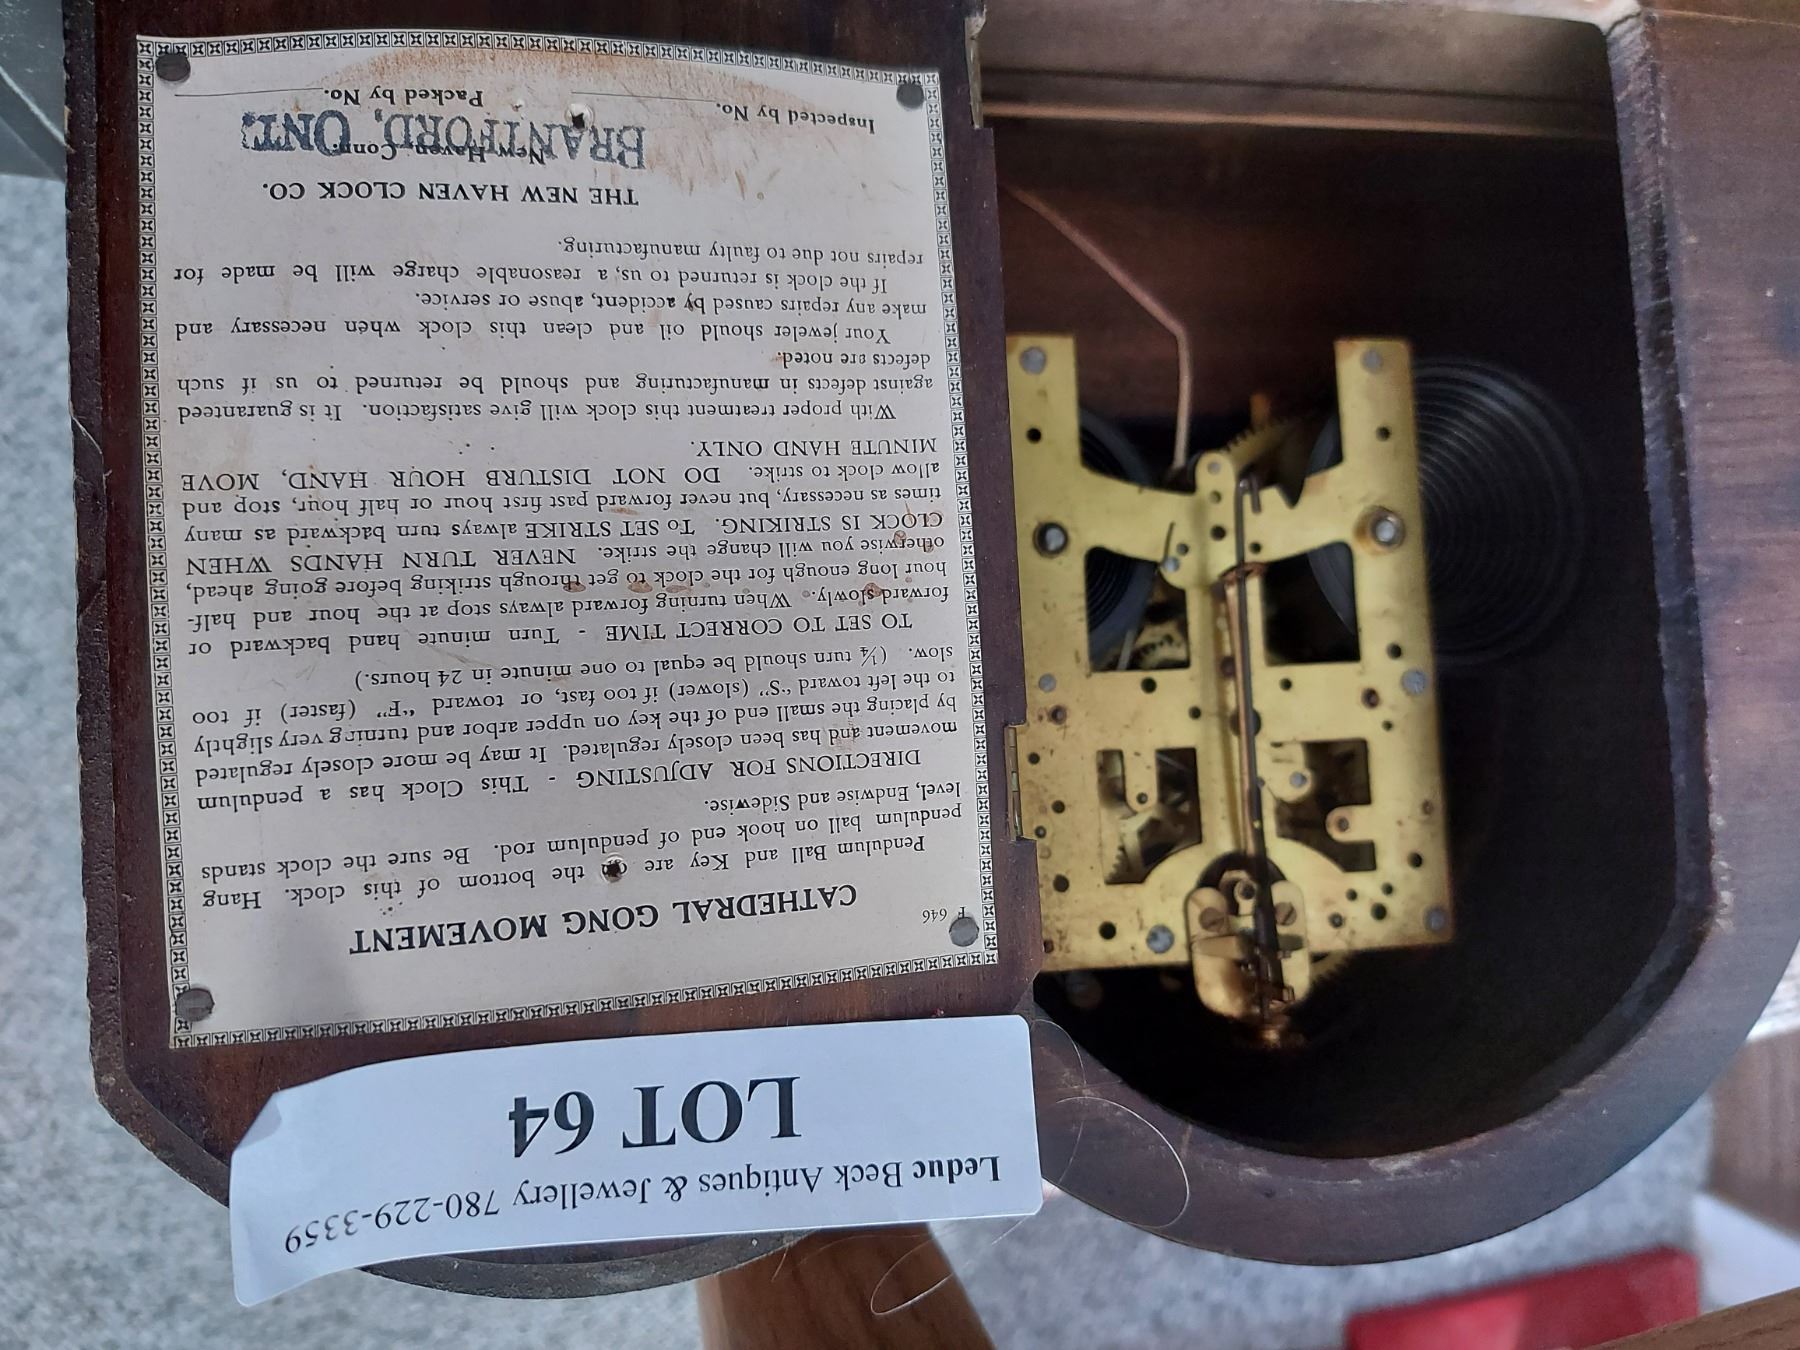 Leduc Beck Antiques & Jewellery 780-229-3359
LOT 64
F 646
CATHEDRAL GONG MOVEMENT
Pendulum Ball and Key are on the bottom of this clock. Hang
pendulum ball on hook end of pendulum rod. Be sure the clock stands
level, Endwise and Sidewise.
DIRECTIONS FOR ADJUSTING - This Clock has a pendulum
movement and has been closely regulated. It may be more closely regulated
by placing the small end of the key on upper arbor and turning very slightly
to the left toward "S" (slower) if too fast, or toward "F" (faster) if too
slow. (¼ turn should be equal to one minute in 24 hours.)
TO SET TO CORRECT TIME - Turn minute hand backward or
forward slowly. When turning forward always stop at the hour and half-
hour long enough for the clock to get through striking before going ahead,
otherwise you will change the strike. NEVER TURN HANDS WHEN
CLOCK IS STRIKING. TO SET STRIKE always turn backward as many
times as necessary, but never forward past first hour or half hour, stop and
allow clock to strike. DO NOT DISTURB HOUR HAND, MOVE
MINUTE HAND ONLY.
With proper treatment this clock will give satisfaction. It is guaranteed
against defects in manufacturing and should be returned to us if such
defects are noted.
Your jeweler should oil and clean this clock when necessary and
make any repairs caused by accident, abuse or service.
If the clock is returned to us, a reasonable charge will be made for
repairs not due to faulty manufacturing.
THE NEW HAVEN CLOCK CO.
New Haven, Conn.
BRANTFORD, ONT.
Inspected by No. Packed by No.